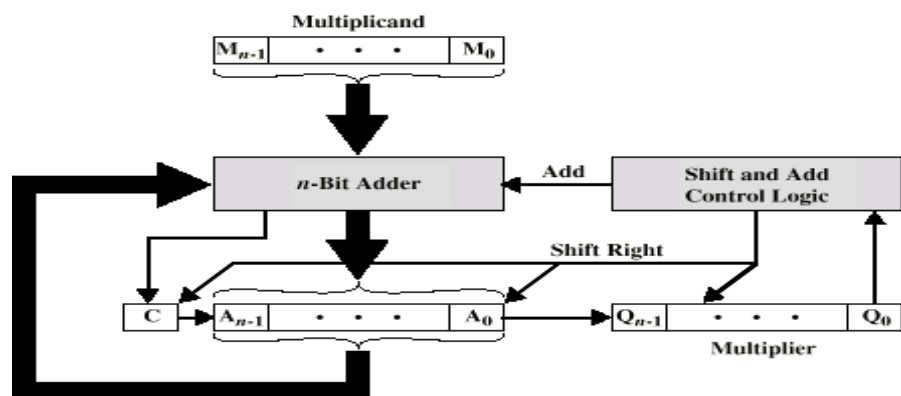 Multiplicand
Mn-1 • • • M0
n-Bit Adder
Add
Shift and Add
Control Logic
Shift Right
C
An-1 • • • A0
Qn-1 • • • Q0
Multiplier